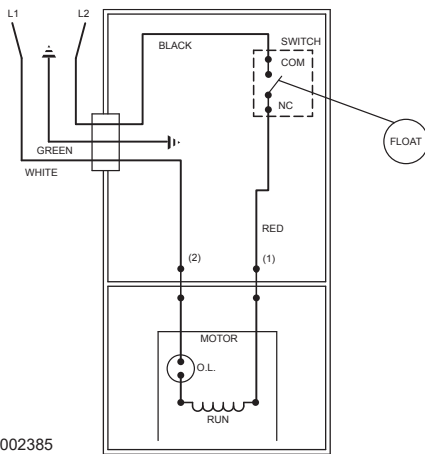 L1
L2
BLACK
SWITCH
COM
NC
FLOAT
GREEN
WHITE
RED
(2)
(1)
MOTOR
O.L.
RUN
002385